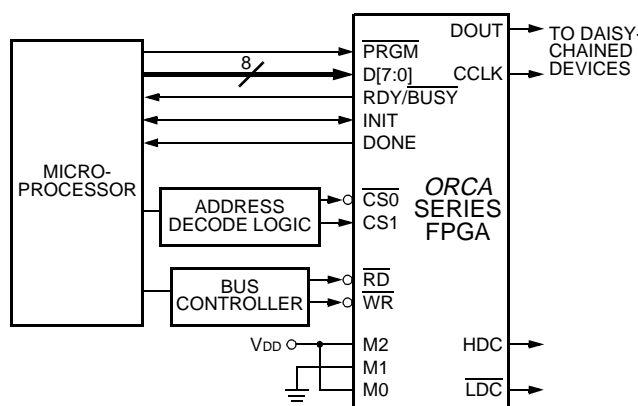 MICRO-
PROCESSOR
8
ADDRESS
DECODE LOGIC
BUS
CONTROLLER
VDD
PRGM
D[7:0]
RDY/BUSY
INIT
DONE
CS0
CS1
RD
WR
M2
M1
M0
ORCA
SERIES
FPGA
DOUT
CCLK
HDC
LDC
TO DAISY-
CHAINED
DEVICES